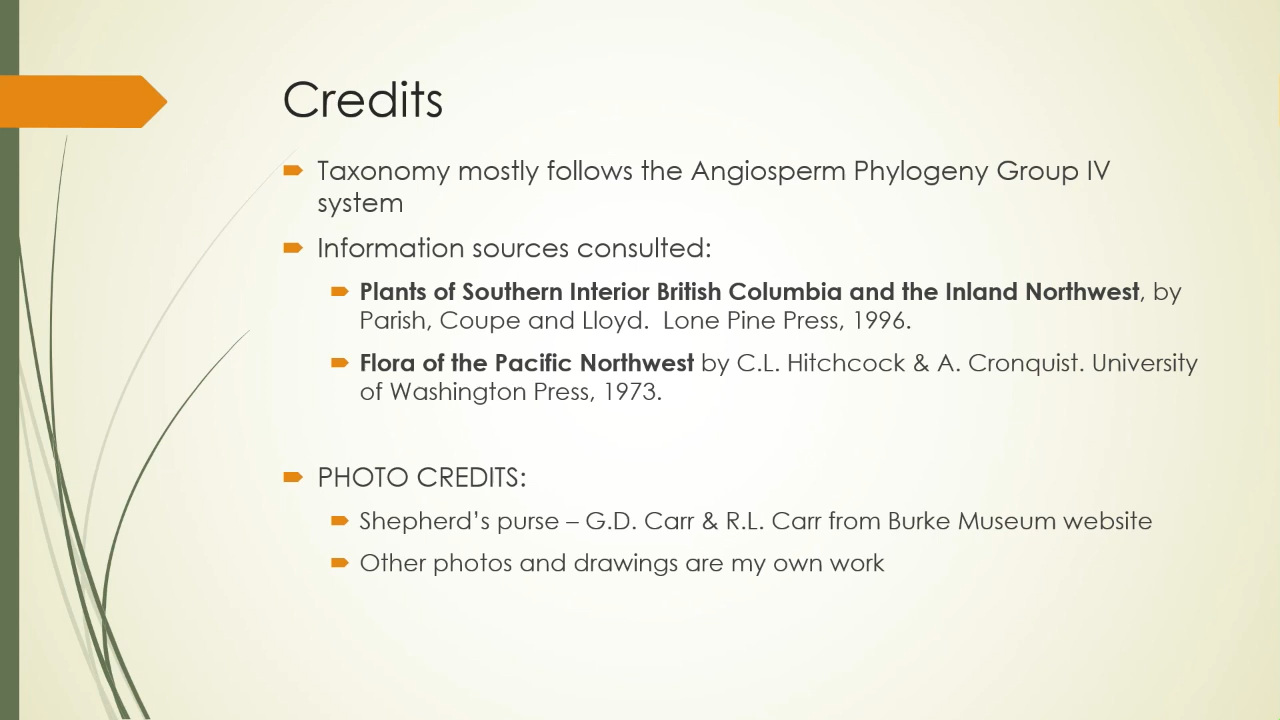 Credits
Taxonomy mostly follows the Angiosperm Phylogeny Group IV
system
Information sources consulted:
Plants of Southern Interior British Columbia and the Inland Northwest, by
Parish, Coupe and Lloyd.  Lone Pine Press, 1996.
Flora of the Pacific Northwest by C.L. Hitchcock & A. Cronquist. University
of Washington Press, 1973.
PHOTO CREDITS:
Shepherd’s purse – G.D. Carr & R.L. Carr from Burke Museum website
Other photos and drawings are my own work